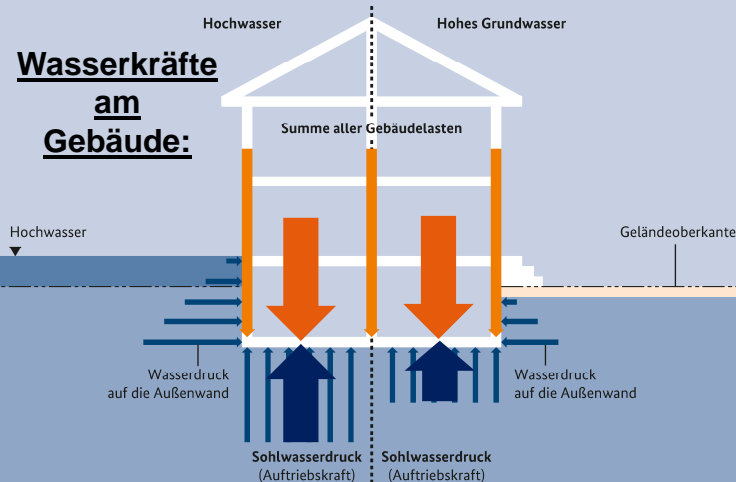 Hochwasser
Hohes Grundwasser
Wasserkräfte
am
Gebäude:
Summe aller Gebäudelasten
Hochwasser
Geländeoberkante
Wasserdruck
auf die Außenwand
Wasserdruck
auf die Außenwand
Sohlwasserdruck
(Auftriebskraft)
Sohlwasserdruck
(Auftriebskraft)